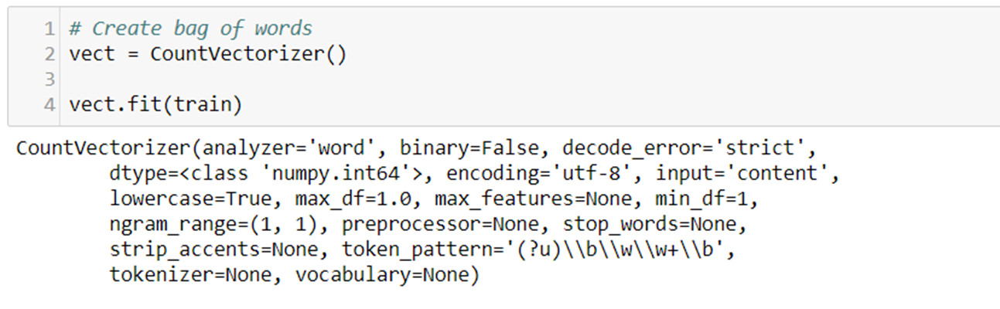 1 # Create bag of words
2 vect = CountVectorizer()
3
4 vect.fit(train)
CountVectorizer(analyzer='word', binary=False, decode_error='strict',
dtype=<class 'numpy.int64'>, encoding='utf-8', input='content',
lowercase=True, max_df=1.0, max_features=None, min_df=1,
ngram_range=(1, 1), preprocessor=None, stop_words=None,
strip_accents=None, token_pattern='(?u)\\b\\w\\w+\\b',
tokenizer=None, vocabulary=None)